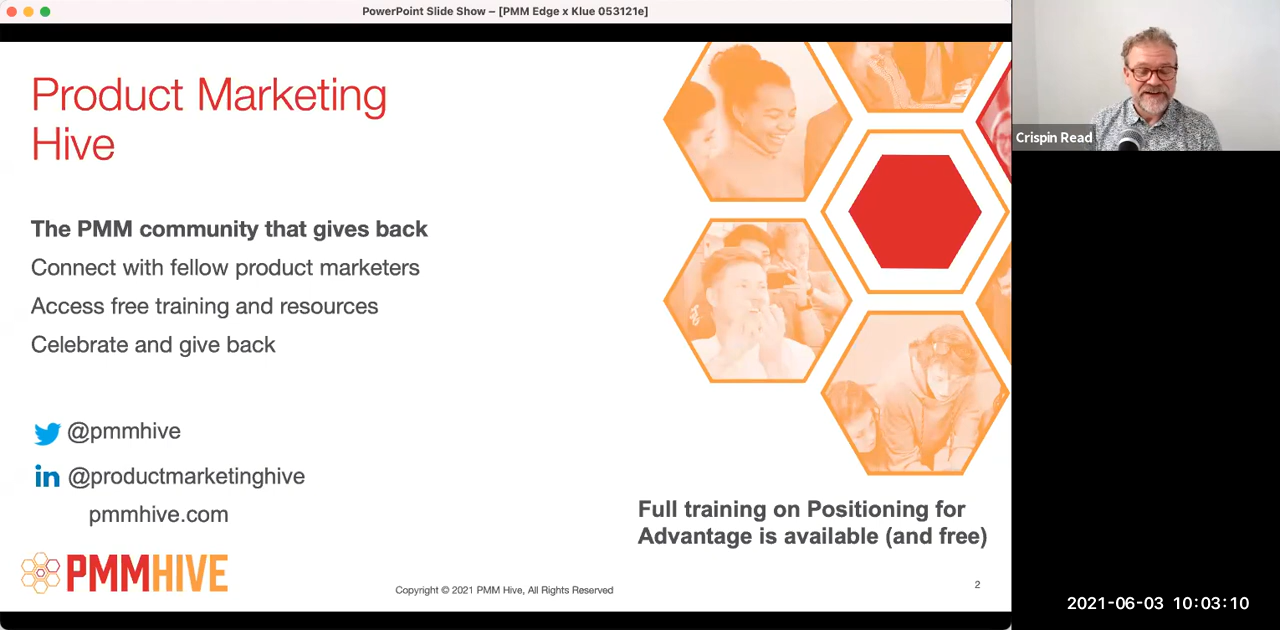 PowerPoint Slide Show – [PMM Edge x Klue 053121e]
Product Marketing
Hive
The PMM community that gives back
Connect with fellow product marketers
Access free training and resources
Celebrate and give back
@pmmhive
in @productmarketinghive
pmmhive.com
Full training on Positioning for
Advantage is available (and free)
PMMHIVE
Copyright © 2021 PMM Hive, All Rights Reserved
2
Crispin Read
2021-06-03 10:03:10